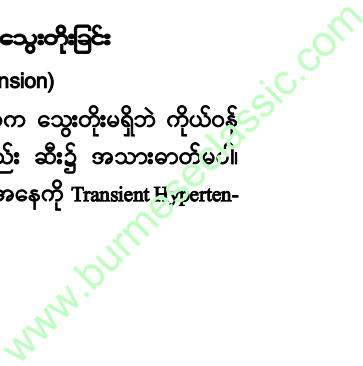 သွေးတိုးခြင်း
nsion)
က သွေးတိုးမရှိဘဲ ကိုယ်ဝန်
ည်း ဆီး၌ အသားဓာတ်မပါ။
အနေကို Transient Hyperten-
www.burmeseclassic.com